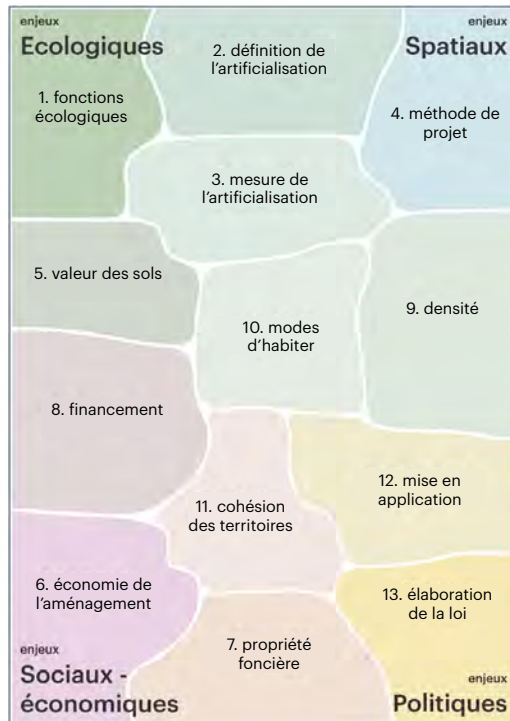 enjeux
Ecologiques
enjeux
Spatiaux
1. fonctions
écologiques
2. définition de
l'artificialisation
4. méthode de
projet
3. mesure de
l'artificialisation
5. valeur des sols
9. densité
10. modes
d'habiter
8. financement
12. mise en
application
11. cohésion
des territoires
6. économie de
l'aménagement
13. élaboration
de la loi
7. propriété
foncière
enjeux
Sociaux -
économiques
enjeux
Politiques